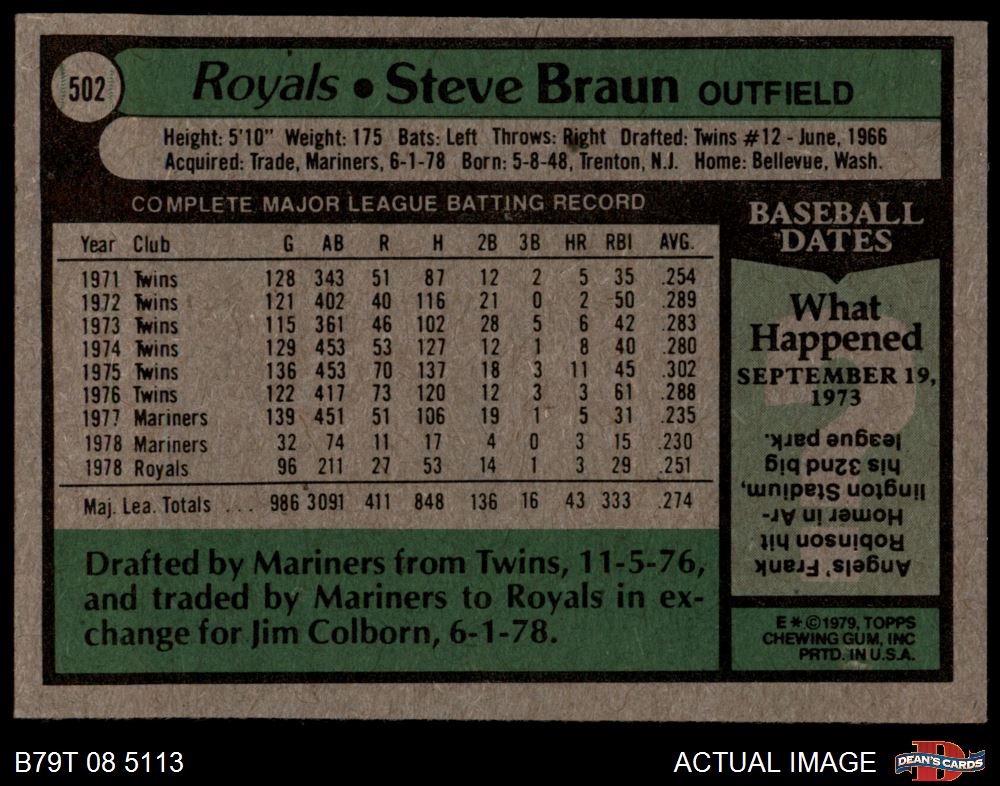 502
Royals • Steve Braun OUTFIELD
Height: 5'10" Weight: 175 Bats: Left Throws: Right Drafted: Twins #12 - June, 1966
Acquired: Trade, Mariners, 6-1-78 Born: 5-8-48, Trenton, N.J. Home: Bellevue, Wash.
COMPLETE MAJOR LEAGUE BATTING RECORD
Year Club G AB R H 2B 3B HR RBI AVG.
1971 Twins 128 343 51 87 12 2 5 35 .254
1972 Twins 121 402 40 116 21 0 2 50 .289
1973 Twins 115 361 46 102 28 5 6 42 .283
1974 Twins 129 453 53 127 12 1 8 40 .280
1975 Twins 136 453 70 137 18 3 11 45 .302
1976 Twins 122 417 73 120 12 3 3 61 .288
1977 Mariners 139 451 51 106 19 1 5 31 .235
1978 Mariners 32 74 11 17 4 0 3 15 .230
1978 Royals 96 211 27 53 14 1 3 29 .251
Maj. Lea. Totals . . . 986 3091 411 848 136 16 43 333 .274
Drafted by Mariners from Twins, 11-5-76,
and traded by Mariners to Royals in ex-
change for Jim Colborn, 6-1-78.
BASEBALL
DATES
What
Happened
SEPTEMBER 19,
1973
Angels' Frank
Robinson hit
Homer in Ar-
lington Stadium,
his 32nd big
league park.
E*©1979, TOPPS
CHEWING GUM, INC
PRTD. IN U.S.A.
B79T 08 5113
ACTUAL IMAGE
D
DEAN'S CARDS